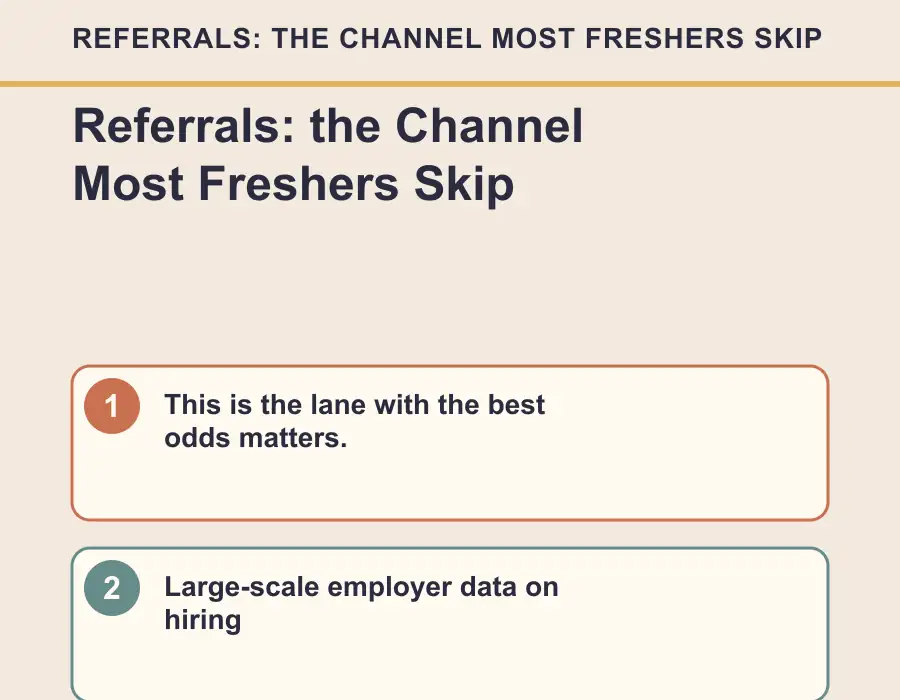 REFERRALS: THE CHANNEL MOST FRESHERS SKIP
Referrals: the Channel
Most Freshers Skip
1
This is the lane with the best
odds matters.
2
Large-scale employer data on
hiring